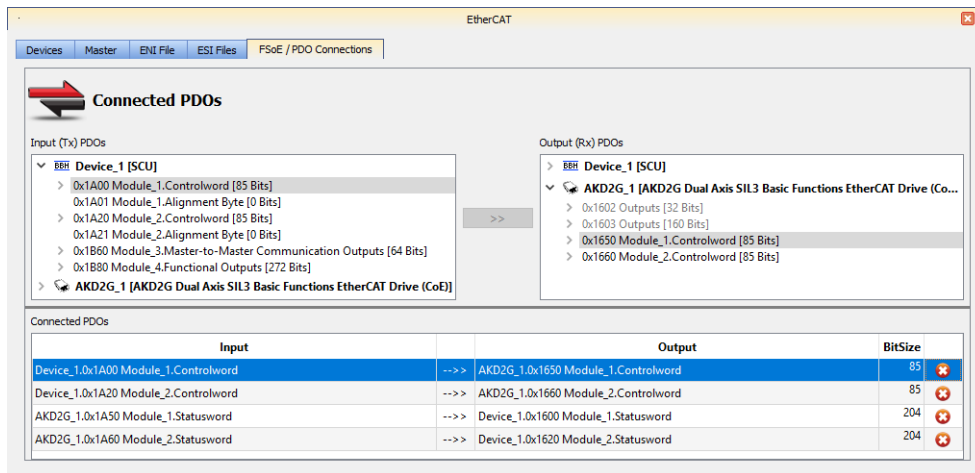 EtherCAT
Devices Master ENI File ESI Files FSoE / PDO Connections
Connected PDOs
Input (Tx) PDOs
BBH Device_1 [SCU]
0x1A00 Module_1.Controlword [85 Bits]
0x1A01 Module_1.Alignment Byte [0 Bits]
0x1A20 Module_2.Controlword [85 Bits]
0x1A21 Module_2.Alignment Byte [0 Bits]
0x1B60 Module_3.Master-to-Master Communication Outputs [64 Bits]
0x1B80 Module_4.Functional Outputs [272 Bits]
AKD2G_1 [AKD2G Dual Axis SIL3 Basic Functions EtherCAT Drive (CoE)]
>>
Output (Rx) PDOs
BBH Device_1 [SCU]
AKD2G_1 [AKD2G Dual Axis SIL3 Basic Functions EtherCAT Drive (Co...
0x1602 Outputs [32 Bits]
0x1603 Outputs [160 Bits]
0x1650 Module_1.Controlword [85 Bits]
0x1660 Module_2.Controlword [85 Bits]
Connected PDOs
Input Output BitSize
Device_1.0x1A00 Module_1.Controlword -->> AKD2G_1.0x1650 Module_1.Controlword 85
Device_1.0x1A20 Module_2.Controlword -->> AKD2G_1.0x1660 Module_2.Controlword 85
AKD2G_1.0x1A50 Module_1.Statusword -->> Device_1.0x1600 Module_1.Statusword 204
AKD2G_1.0x1A60 Module_2.Statusword -->> Device_1.0x1620 Module_2.Statusword 204